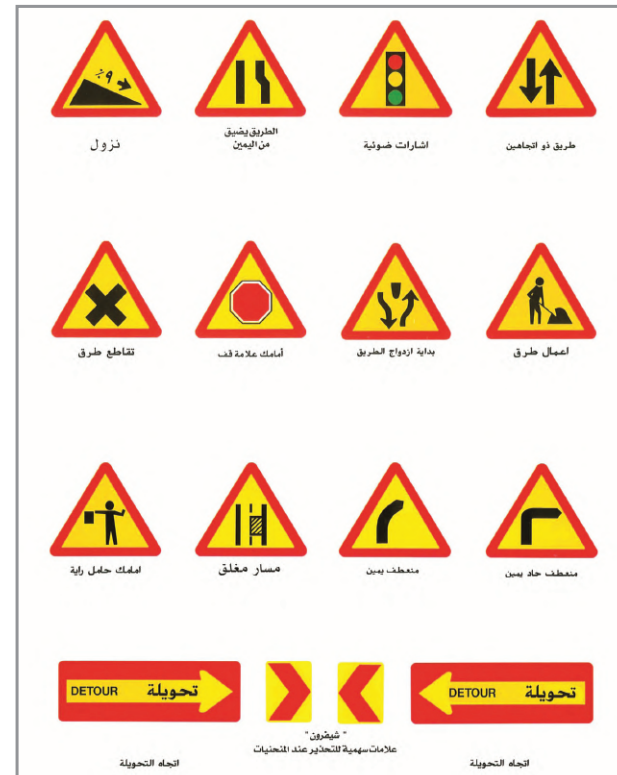 ٪٩
طريق ذو اتجاهين
اشارات ضوئية
الطريق يضيق
من اليمين
نزول
اعمال طرق
بداية ازدواج الطريق
أمامك علامة قف
تقاطع طرق
منعطف حاد يمين
منعطف يمين
مسار مغلق
امامك حامل راية
DETOUR تحويلة
DETOUR تحويلة
" شيفرون "
علامات سهمية للتحذير عند المنحنيات
اتجاه التحويلة
اتجاه التحويلة